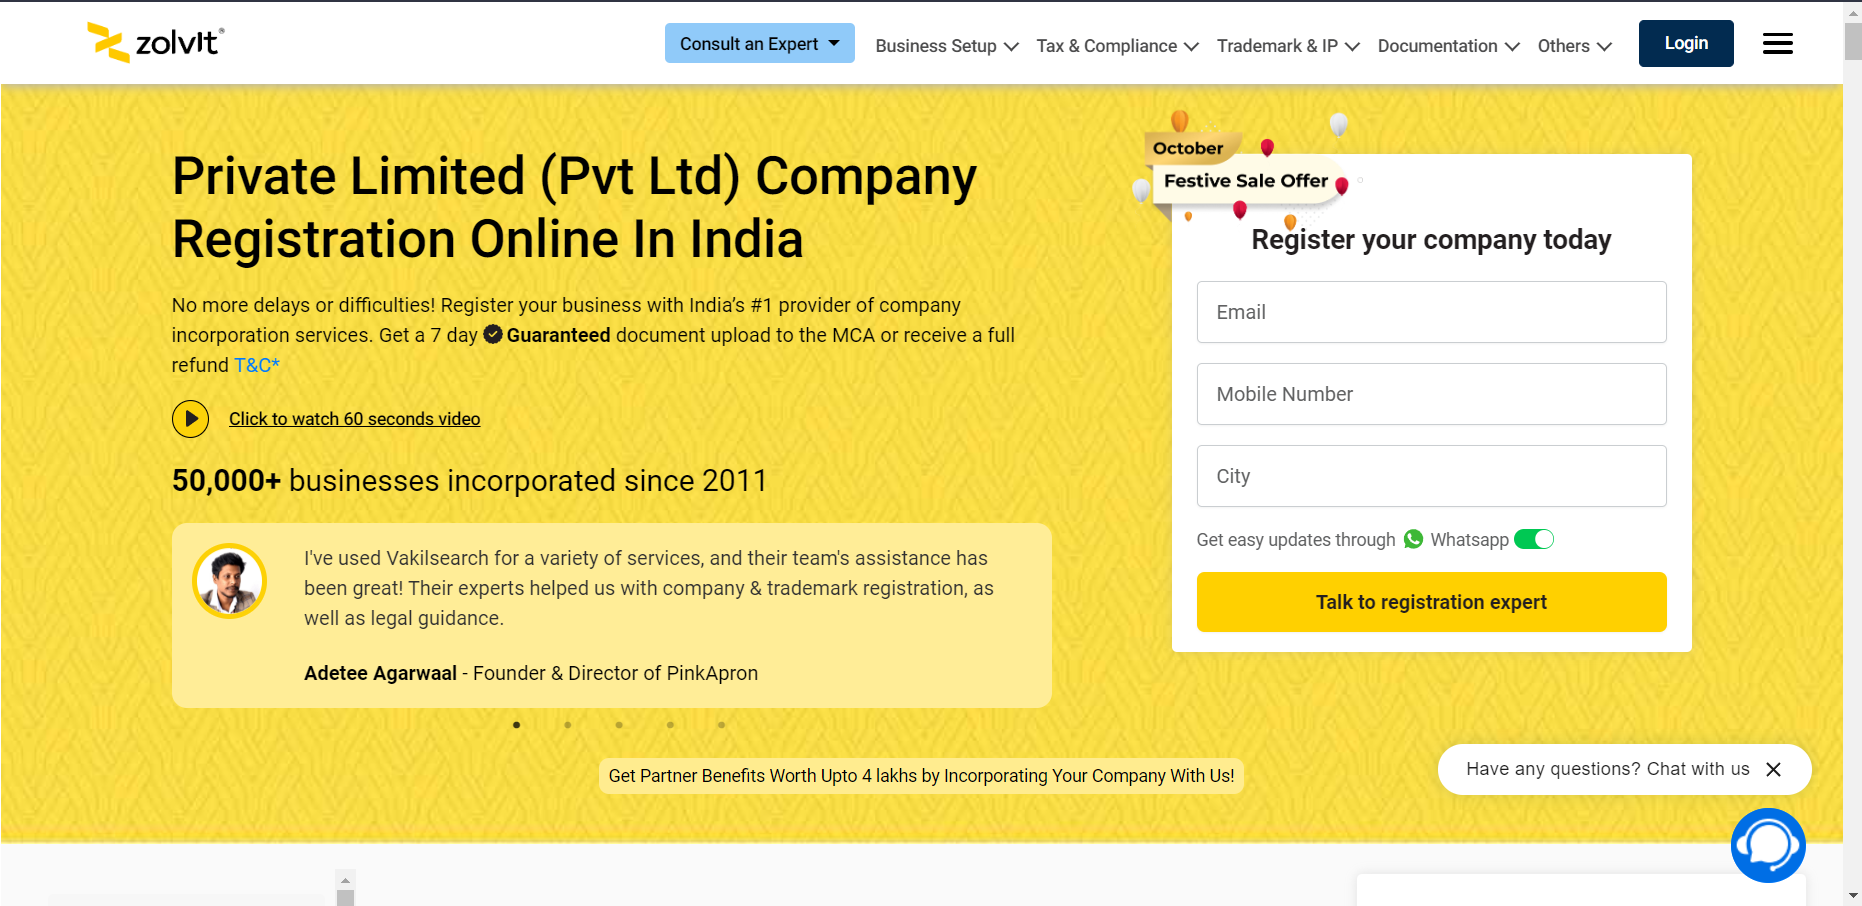 zolvit®
Consult an Expert
Business Setup
Tax & Compliance
Trademark & IP
Documentation
Others
Login
Private Limited (Pvt Ltd) Company
Registration Online In India
No more delays or difficulties! Register your business with India’s #1 provider of company
incorporation services. Get a 7 day Guaranteed document upload to the MCA or receive a full
refund T&C*
Click to watch 60 seconds video
50,000+ businesses incorporated since 2011
I've used Vakilsearch for a variety of services, and their team's assistance has
been great! Their experts helped us with company & trademark registration, as
well as legal guidance.
Adetee Agarwaal - Founder & Director of PinkApron
Get Partner Benefits Worth Upto 4 lakhs by Incorporating Your Company With Us!
October
Festive Sale Offer
Register your company today
Email
Mobile Number
City
Get easy updates through Whatsapp
Talk to registration expert
Have any questions? Chat with us